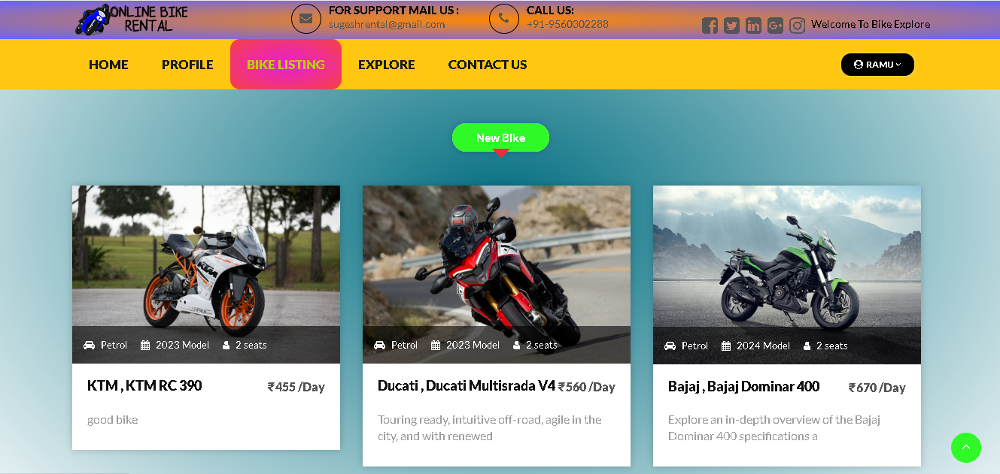 ONLINE BIKE
RENTAL
FOR SUPPORT MAIL US :
sugeshrental@gmail.com
CALL US:
+91-9560302288
Welcome To Bike Explore
HOME PROFILE BIKE LISTING EXPLORE CONTACT US RAMU
New Bike
KTM
Petrol 2023 Model 2 seats
Petrol 2023 Model 2 seats
Petrol 2024 Model 2 seats
KTM , KTM RC 390 ₹455 /Day
good bike
Ducati , Ducati Multisrada V4 ₹560 /Day
Touring ready, intuitive off-road, agile in the
city, and with renewed
Bajaj , Bajaj Dominar 400 ₹670 /Day
Explore an in-depth overview of the Bajaj
Dominar 400 specifications a